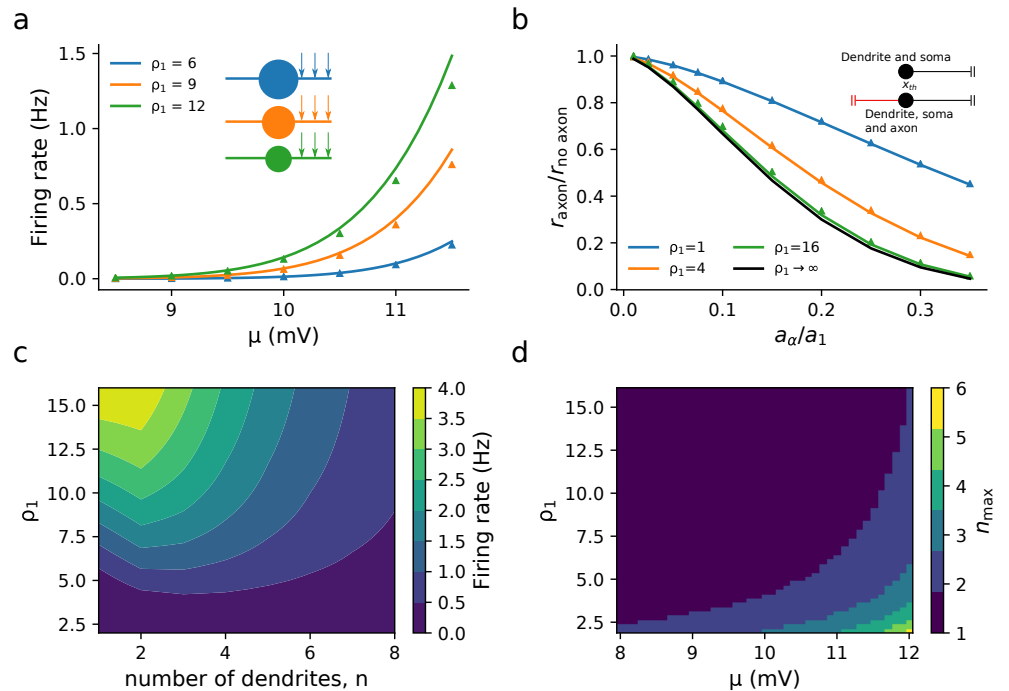 a
1.5
1.0
0.5
0.0
Firing rate (Hz)
ρ1 = 6
ρ1 = 9
ρ1 = 12
9
10
11
μ (mV)
b
1.0
0.8
0.6
0.4
0.2
0.0
raxon/rno axon
Dendrite and soma
xth
Dendrite, soma
and axon
ρ1=1
ρ1=4
ρ1=16
ρ1→∞
0.0
0.1
0.2
0.3
aα/a1
c
15.0
12.5
10.0
7.5
5.0
2.5
ρ1
2
4
6
8
number of dendrites, n
4.0
3.5
3.0
2.5
2.0
1.5
1.0
0.5
0.0
Firing rate (Hz)
d
15.0
12.5
10.0
7.5
5.0
2.5
ρ1
8
9
10
11
12
μ (mV)
6
5
4
3
2
1
nmax